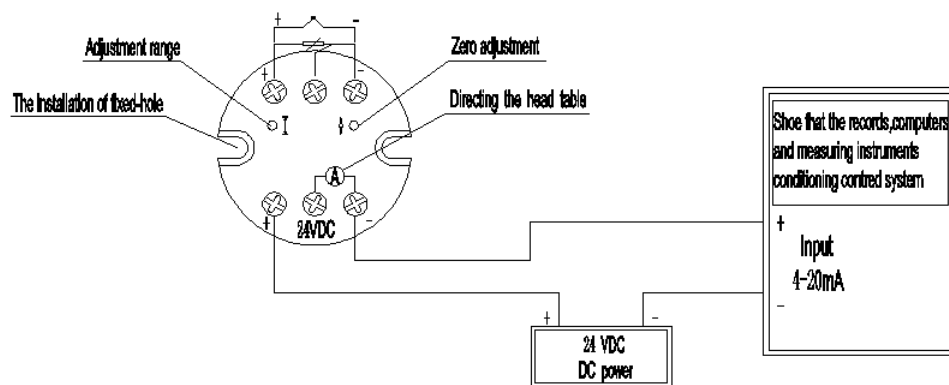 + -
Adjustment range
Zero adjustment
+ -
The Installation of fixed-hole
Directing the head table
I
A
+ -
24VDC
Shoe that the records,computers
and measuring instruments
conditioning contred system
+
Input
4-20mA
-
+ -
24 VDC
DC power